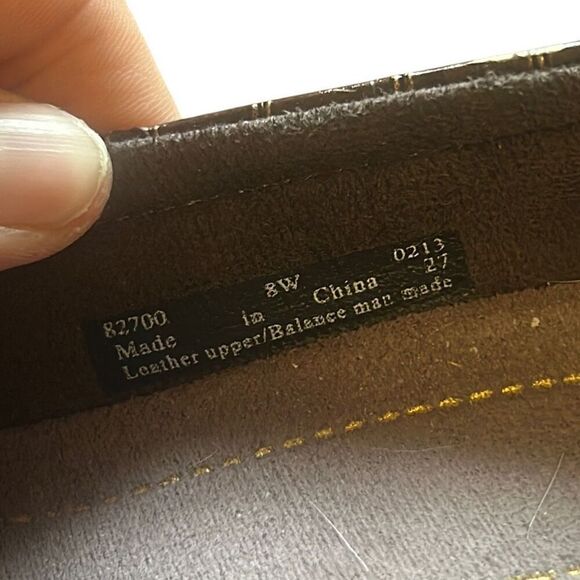 82700 8W 0213
Made in China 27
Leather upper/Balance man made